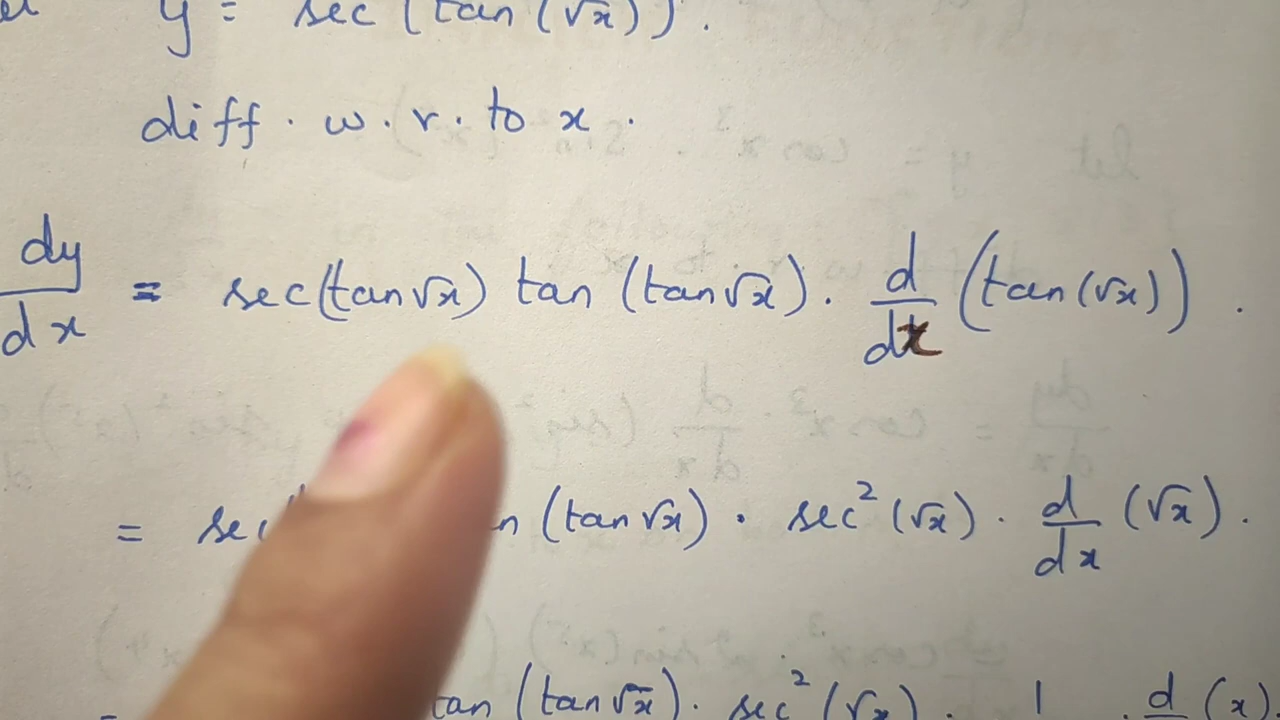 y = sec (tan (√x)).
diff. w.r. to x.
dy/dx = sec(tan√x) tan (tan√x). d/dx (tan(√x)).
= sec n (tan√x). sec² (√x). d/dx (√x).
= tan (tan√x). sec² (√x). 1 . d (x).